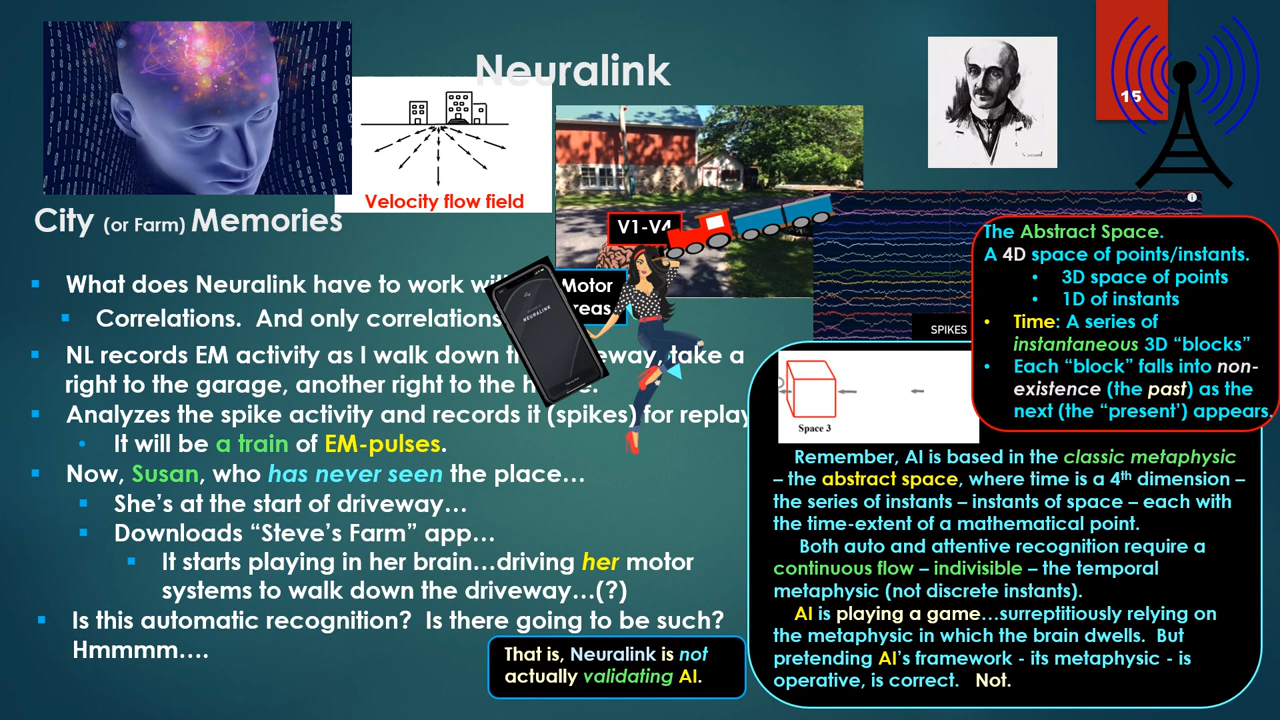 Neuralink
15
Velocity flow field
City (or Farm) Memories
V1-V4
Motor
What does Neuralink have to work
Correlations. And only correlations
NL records EM activity as I walk down take a
right to the garage, another right to the
Analyzes the spike activity and records it (spikes) for replay
It will be a train of EM-pulses.
Now, Susan, who has never seen the place…
She’s at the start of driveway…
Downloads “Steve’s Farm” app…
It starts playing in her brain…driving her motor
systems to walk down the driveway…(?)
Is this automatic recognition? Is there going to be such?
Hmmmm….
NEURALINK
SPIKES
The Abstract Space.
A 4D space of points/instants.
• 3D space of points
• 1D of instants
• Time: A series of
instantaneous 3D “blocks”
• Each “block” falls into non-
existence (the past) as the
next (the “present’) appears.
Space 3
Remember, AI is based in the classic metaphysic
– the abstract space, where time is a 4th dimension –
the series of instants – instants of space – each with
the time-extent of a mathematical point.
Both auto and attentive recognition require a
continuous flow – indivisible – the temporal
metaphysic (not discrete instants).
AI is playing a game…surreptitiously relying on
the metaphysic in which the brain dwells. But
pretending AI’s framework - its metaphysic - is
operative, is correct. Not.
That is, Neuralink is not
actually validating AI.